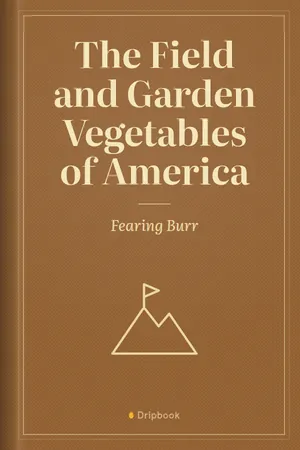 The Field
and Garden
Vegetables
of America
Fearing Burr
Dripbook